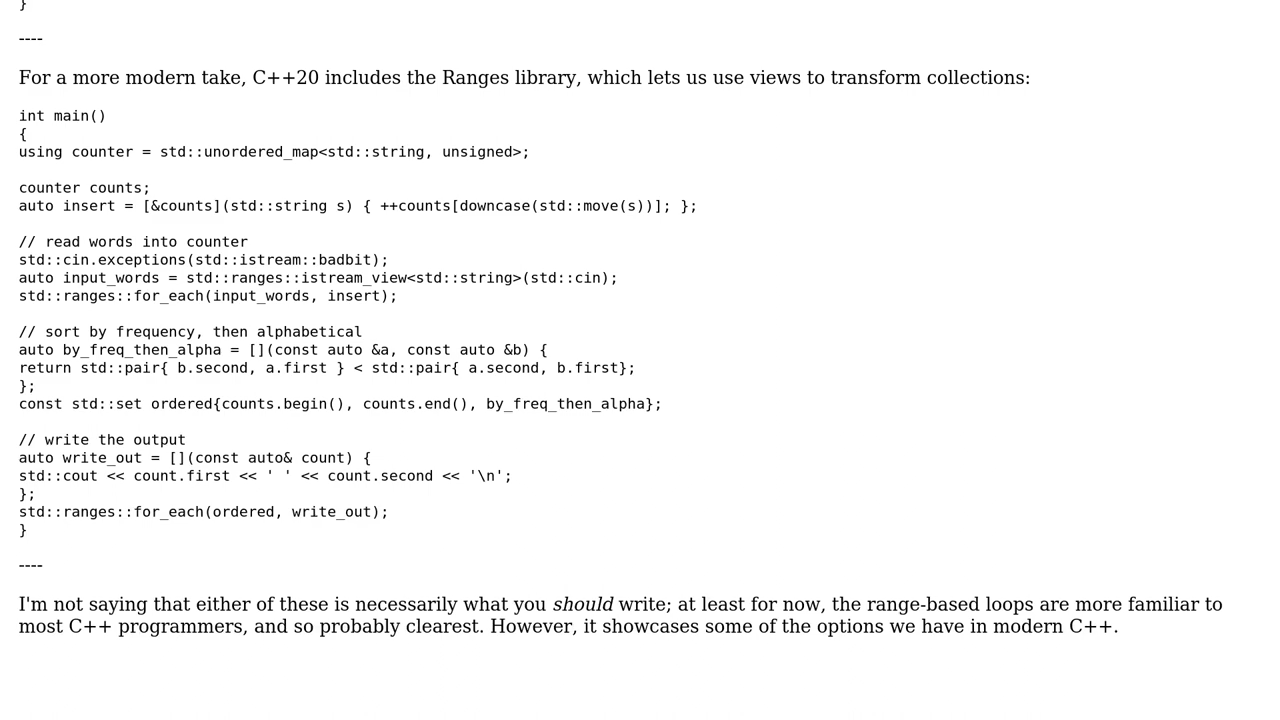 }
----
For a more modern take, C++20 includes the Ranges library, which lets us use views to transform collections:
int main()
{
using counter = std::unordered_map<std::string, unsigned>;
counter counts;
auto insert = [&counts](std::string s) { ++counts[downcase(std::move(s))]; };
// read words into counter
std::cin.exceptions(std::istream::badbit);
auto input_words = std::ranges::istream_view<std::string>(std::cin);
std::ranges::for_each(input_words, insert);
// sort by frequency, then alphabetical
auto by_freq_then_alpha = [](const auto &a, const auto &b) {
return std::pair{ b.second, a.first } < std::pair{ a.second, b.first};
};
const std::set ordered{counts.begin(), counts.end(), by_freq_then_alpha};
// write the output
auto write_out = [](const auto& count) {
std::cout << count.first << ' ' << count.second << '\n';
};
std::ranges::for_each(ordered, write_out);
}
----
I'm not saying that either of these is necessarily what you should write; at least for now, the range-based loops are more familiar to
most C++ programmers, and so probably clearest. However, it showcases some of the options we have in modern C++.